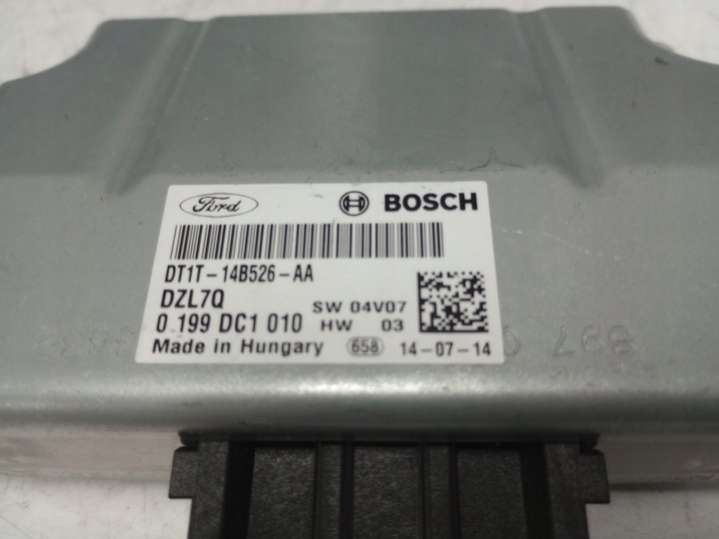 Ford BOSCH
DT1T-14B526-AA
DZL7Q SW 04V07
0 199 DC1 010 HW 03
Made in Hungary 658 14-07-14